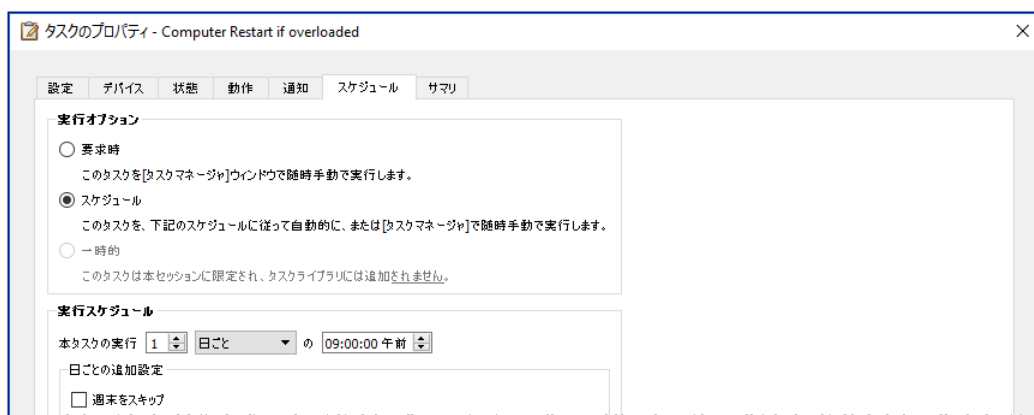 タスクのプロパティ - Computer Restart if overloaded
設定 デバイス 状態 動作 通知 スケジュール サマリ
実行オプション
要求時
このタスクを[タスクマネージャ]ウィンドウで随時手動で実行します。
スケジュール
このタスクを、下記のスケジュールに従って自動的に、または[タスクマネージャ]で随時手動で実行します。
一時的
このタスクは本セッションに限定され、タスクライブラリには追加されません。
実行スケジュール
本タスクの実行 1 日ごと の 09:00:00 午前
日ごとの追加設定
週末をスキップ